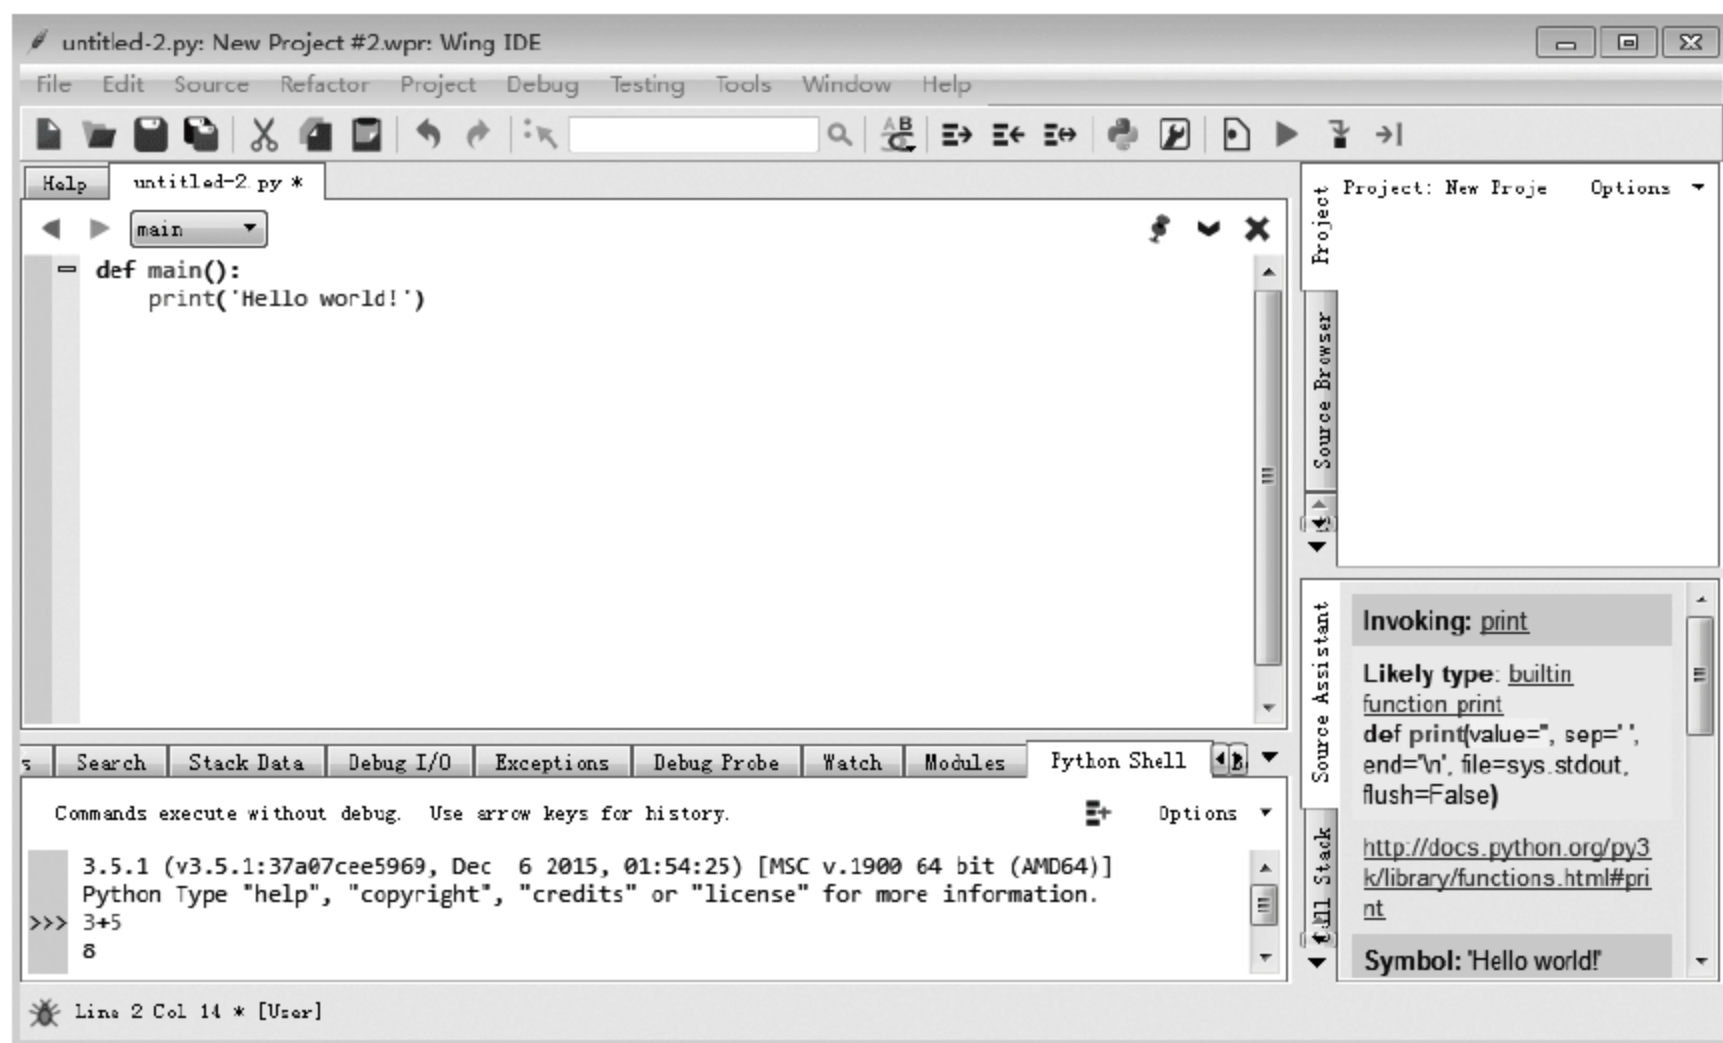 untitled-2.py: New Project #2.wpr: Wing IDE
File Edit Source Refactor Project Debug Testing Tools Window Help
Help untitled-2.py *
main
def main():
print('Hello world!')
Project: New Proje Options
Project
Source Browser
Search Stack Data Debug I/O Exceptions Debug Probe Watch Modules Python Shell
Commands execute without debug. Use arrow keys for history. Options
3.5.1 (v3.5.1:37a07cee5969, Dec 6 2015, 01:54:25) [MSC v.1900 64 bit (AMD64)]
Python Type "help", "copyright", "credits" or "license" for more information.
>>> 3+5
8
Source Assistant
Call Stack
Invoking: print
Likely type: builtin
function print
def print(value='', sep=' ',
end='\n', file=sys.stdout,
flush=False)
http://docs.python.org/py3
k/library/functions.html#pri
nt
Symbol: 'Hello world!'
Line 2 Col 14 * [User]